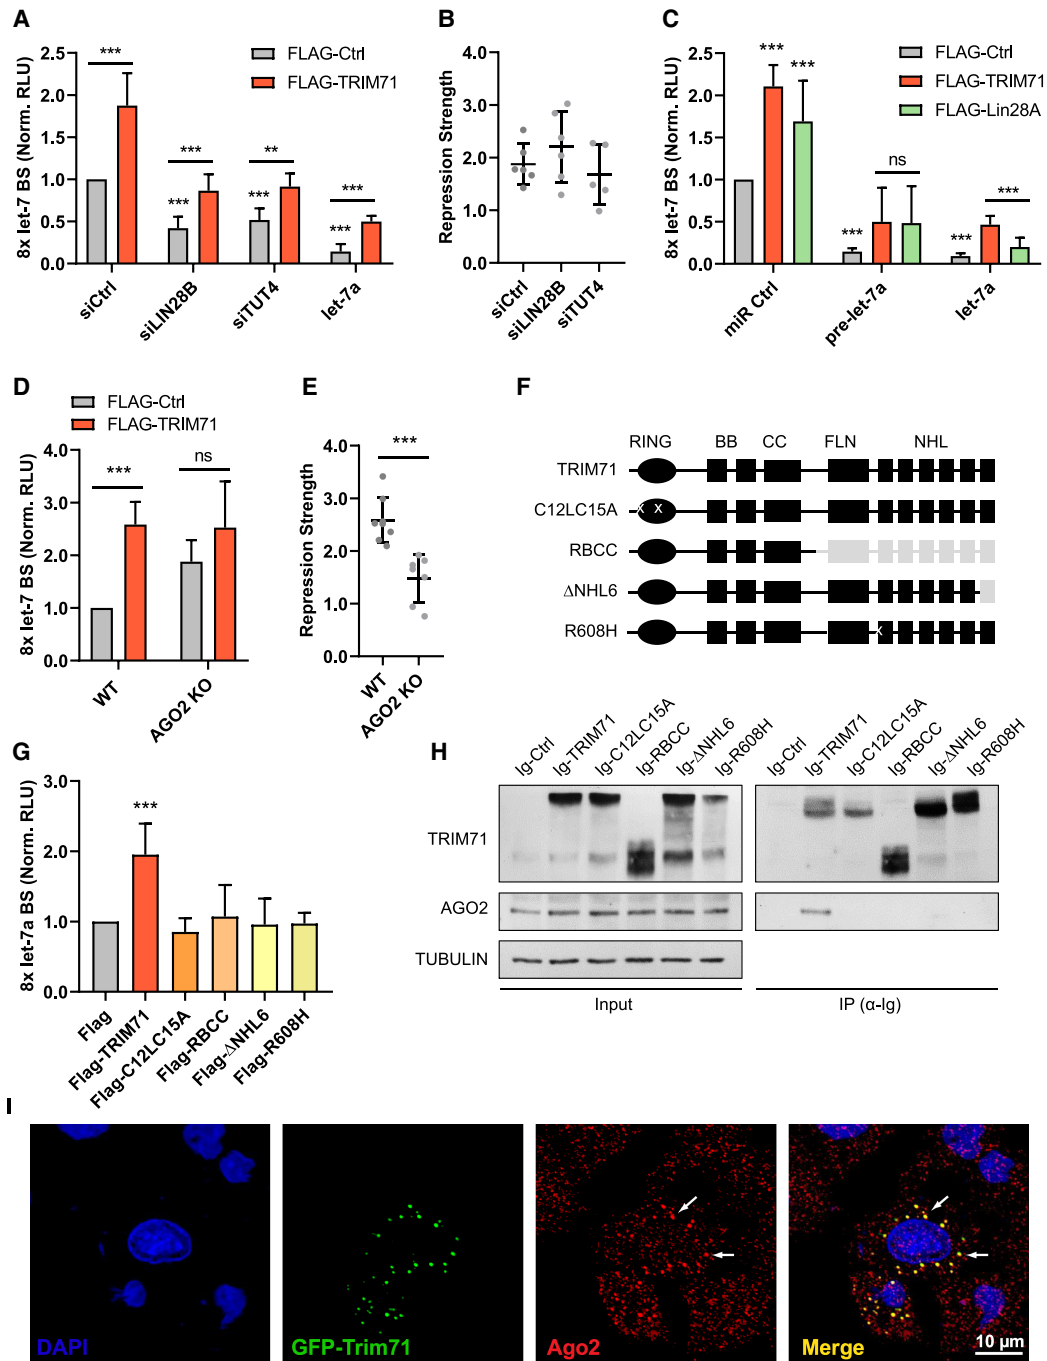 A
8x let-7 BS (Norm. RLU)
2.5
2.0
1.5
1.0
0.5
0.0
***
***
***
***
**
***
***
FLAG-Ctrl
FLAG-TRIM71
siCtrl
siLIN28B
siTUT4
let-7a
B
Repression Strength
4.0
3.0
2.0
1.0
0.0
siCtrl
siLIN28B
siTUT4
C
8x let-7 BS (Norm. RLU)
2.5
2.0
1.5
1.0
0.5
0.0
***
***
***
ns
***
***
FLAG-Ctrl
FLAG-TRIM71
FLAG-Lin28A
miR Ctrl
pre-let-7a
let-7a
D
FLAG-Ctrl
FLAG-TRIM71
8x let-7 BS (Norm. RLU)
4.0
3.0
2.0
1.0
0.0
***
ns
WT
AGO2 KO
E
Repression Strength
4.0
3.0
2.0
1.0
0.0
***
WT
AGO2 KO
F
RING BB CC FLN NHL
TRIM71
C12LC15A
X X
RBCC
ΔNHL6
R608H
X
G
8x let-7a BS (Norm. RLU)
3.0
2.0
1.0
0.0
***
Flag
Flag-TRIM71
Flag-C12LC15A
Flag-RBCC
Flag-ΔNHL6
Flag-R608H
H
Ig-Ctrl
Ig-TRIM71
Ig-C12LC15A
Ig-RBCC
Ig-ΔNHL6
Ig-R608H
Ig-Ctrl
Ig-TRIM71
Ig-C12LC15A
Ig-RBCC
Ig-ΔNHL6
Ig-R608H
TRIM71
AGO2
TUBULIN
Input
IP (α-Ig)
I
DAPI
GFP-Trim71
Ago2
Merge
10 µm